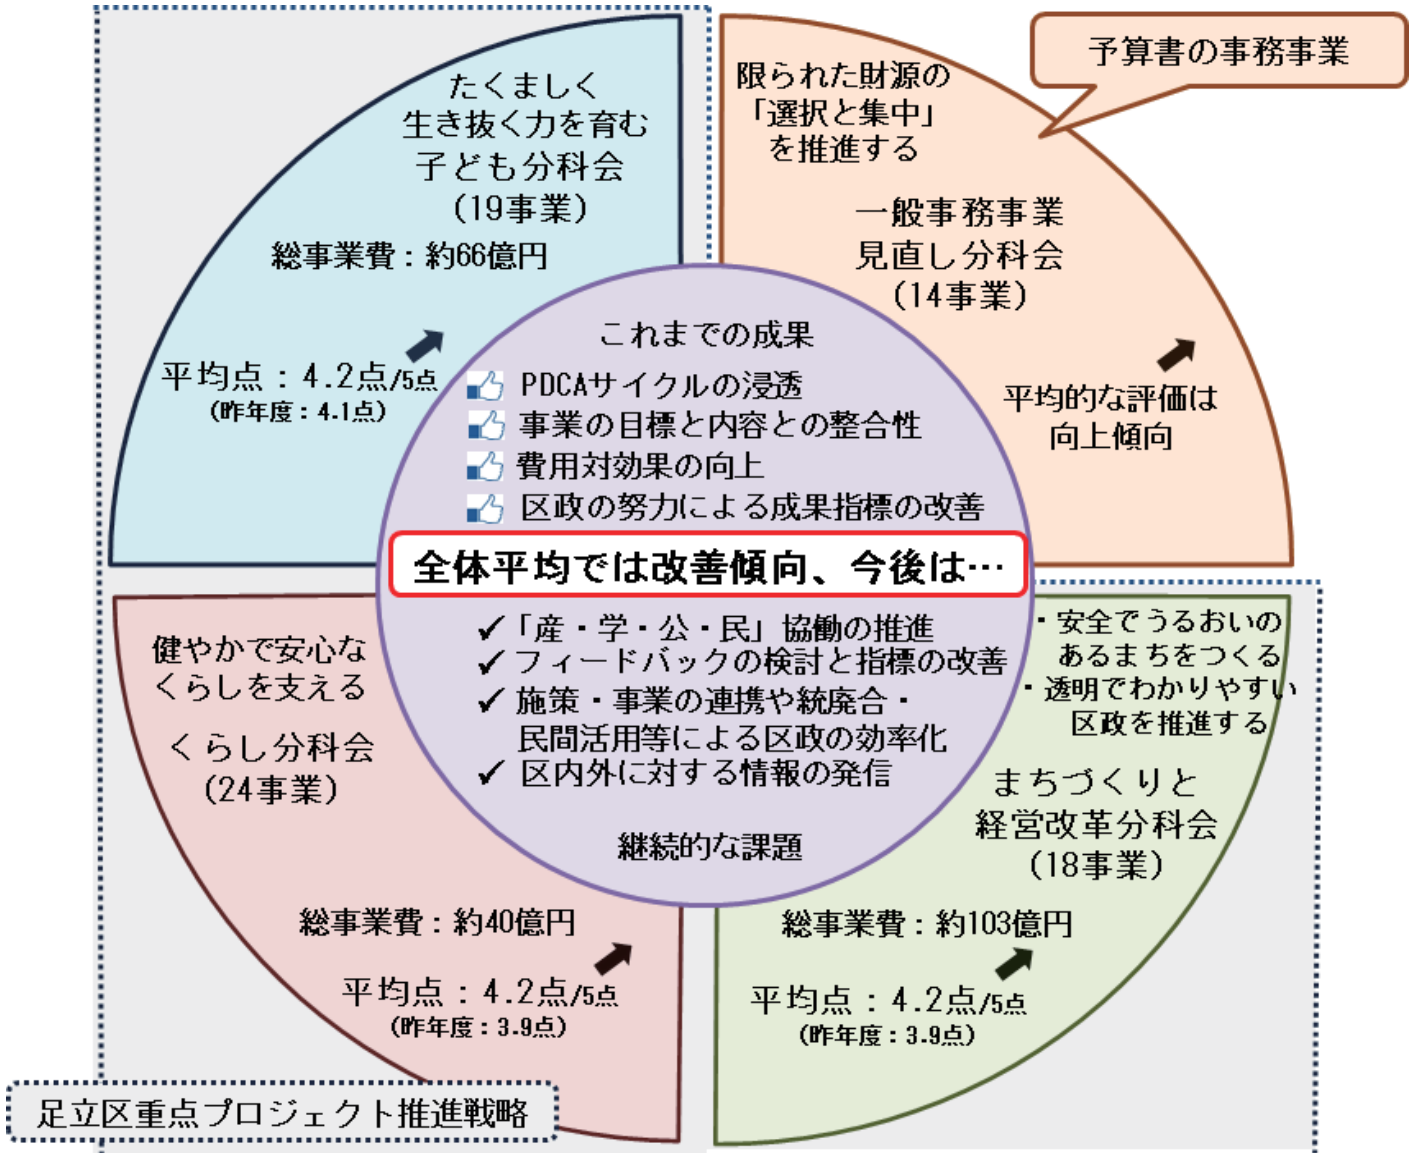 たくましく
生き抜く力を育む
子ども分科会
(19事業)
総事業費：約66億円
平均点：4.2点/5点
(昨年度：4.1点)
予算書の事務事業
限られた財源の
「選択と集中」
を推進する
一般事務事業
見直し分科会
(14事業)
平均的な評価は
向上傾向
これまでの成果
PDCAサイクルの浸透
事業の目標と内容との整合性
費用対効果の向上
区政の努力による成果指標の改善
全体平均では改善傾向、今後は…
✓「産・学・公・民」協働の推進
✓フィードバックの検討と指標の改善
✓施策・事業の連携や統廃合・
民間活用等による区政の効率化
✓区内外に対する情報の発信
継続的な課題
健やかで安心な
くらしを支える
くらし分科会
(24事業)
総事業費：約40億円
平均点：4.2点/5点
(昨年度：3.9点)
・安全でうるおいの
あるまちをつくる
・透明でわかりやすい
区政を推進する
まちづくりと
経営改革分科会
(18事業)
総事業費：約103億円
平均点：4.2点/5点
(昨年度：3.9点)
足立区重点プロジェクト推進戦略